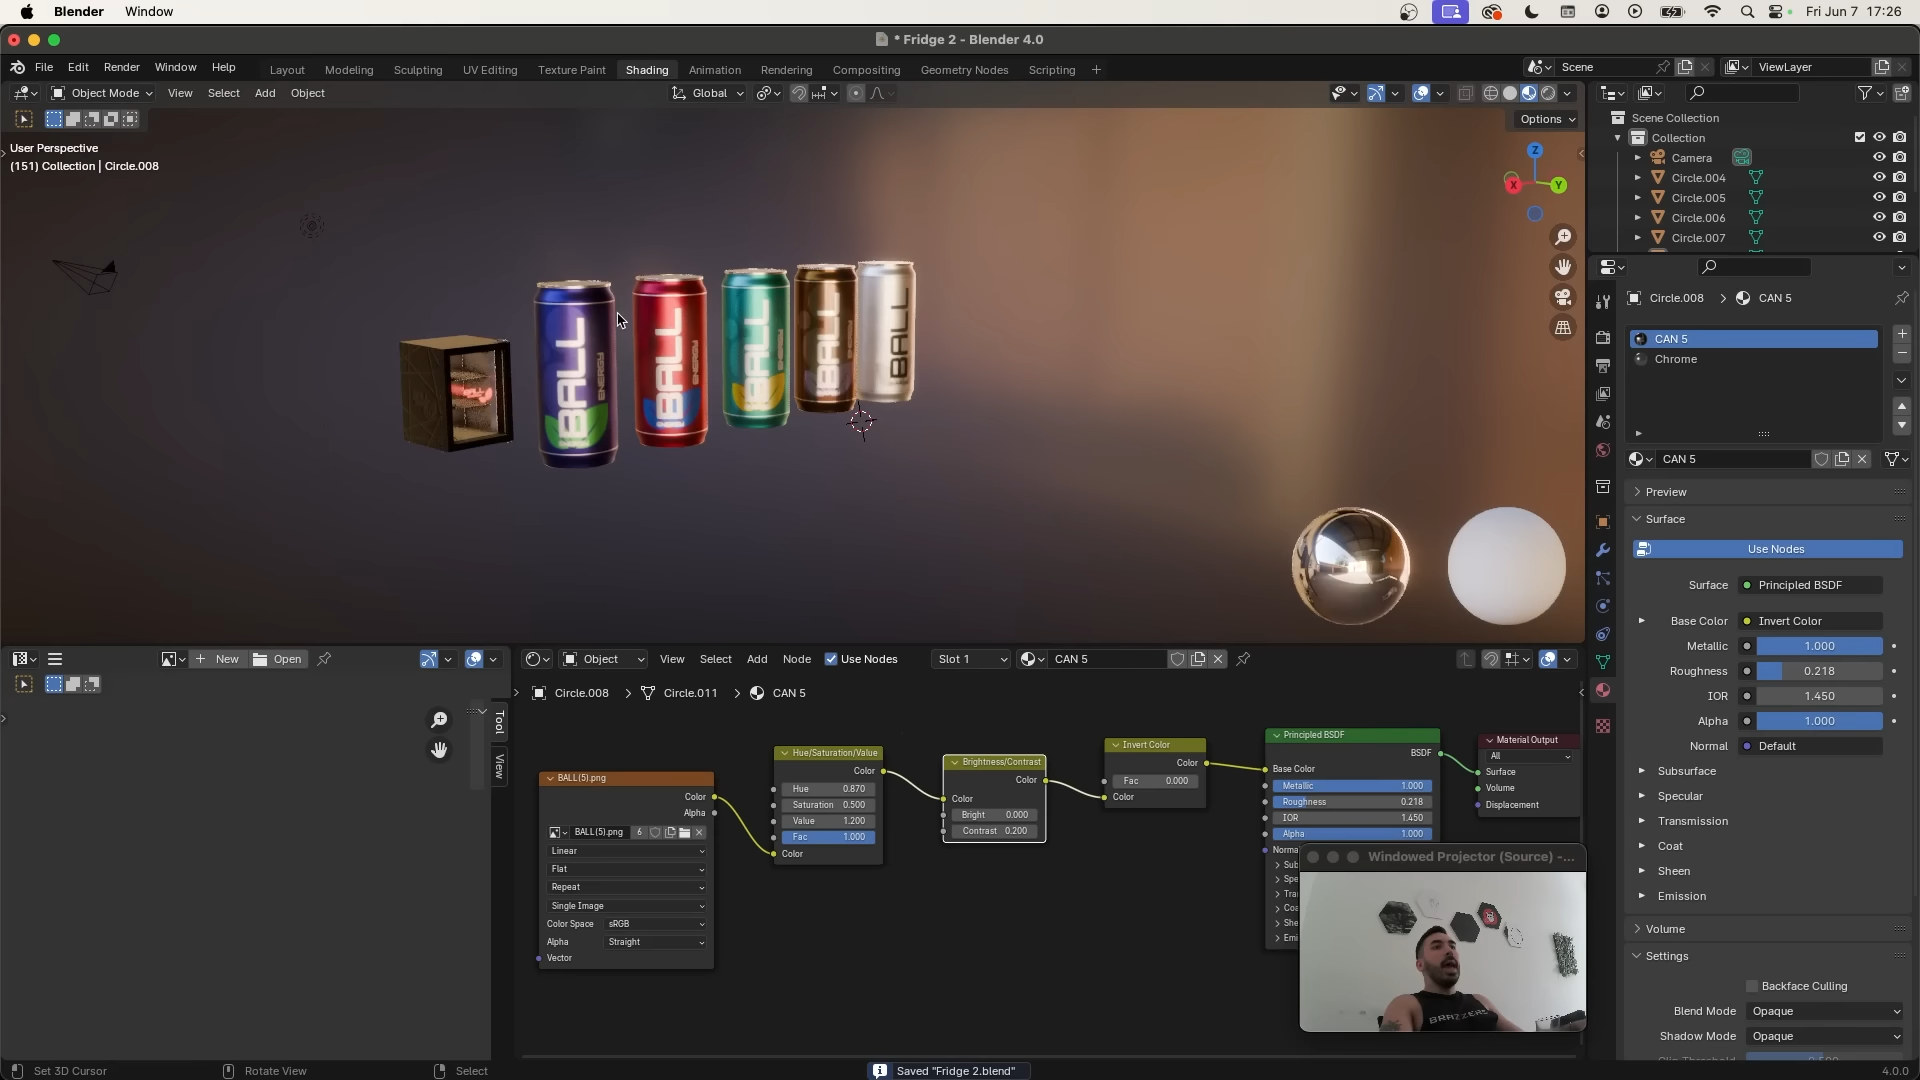 Blender Window Fri Jun 7 17:26
* Fridge 2 - Blender 4.0
File Edit Render Window Help Layout Modeling Sculpting UV Editing Texture Paint Shading Animation Rendering Compositing Geometry Nodes Scripting + Scene ViewLayer
Object Mode View Select Add Object Global
Options
User Perspective
(151) Collection | Circle.008
Z
X Y
BALL ENERGY
BALL ENERGY
BALL
BALL
BALL
Scene Collection
Collection
Camera
Circle.004
Circle.005
Circle.006
Circle.007
Circle.008 > CAN 5
CAN 5
Chrome
CAN 5
Preview
Surface
Use Nodes
Surface Principled BSDF
Base Color Invert Color
Metallic 1.000
Roughness 0.218
IOR 1.450
Alpha 1.000
Normal Default
Subsurface
Specular
Transmission
Coat
Sheen
Emission
Volume
Settings
Backface Culling
Blend Mode Opaque
Shadow Mode Opaque
New Open
Tool
View
Object View Select Add Node Use Nodes Slot 1 CAN 5
Circle.008 > Circle.011 > CAN 5
BALL(5).png
Color
Alpha
BALL(5).png 6
Linear
Flat
Repeat
Single Image
Color Space sRGB
Alpha Straight
Vector
Hue/Saturation/Value
Color
Hue 0.870
Saturation 0.500
Value 1.200
Fac 1.000
Color
Brightness/Contrast
Color
Color
Bright 0.000
Contrast 0.200
Invert Color
Color
Fac 0.000
Color
Principled BSDF
BSDF
Base Color
Metallic 1.000
Roughness 0.218
IOR 1.450
Alpha 1.000
Material Output
All
Surface
Volume
Displacement
Windowed Projector (Source) -...
BRAZZERS
Set 3D Cursor Rotate View Select Saved "Fridge 2.blend" 4.0.0